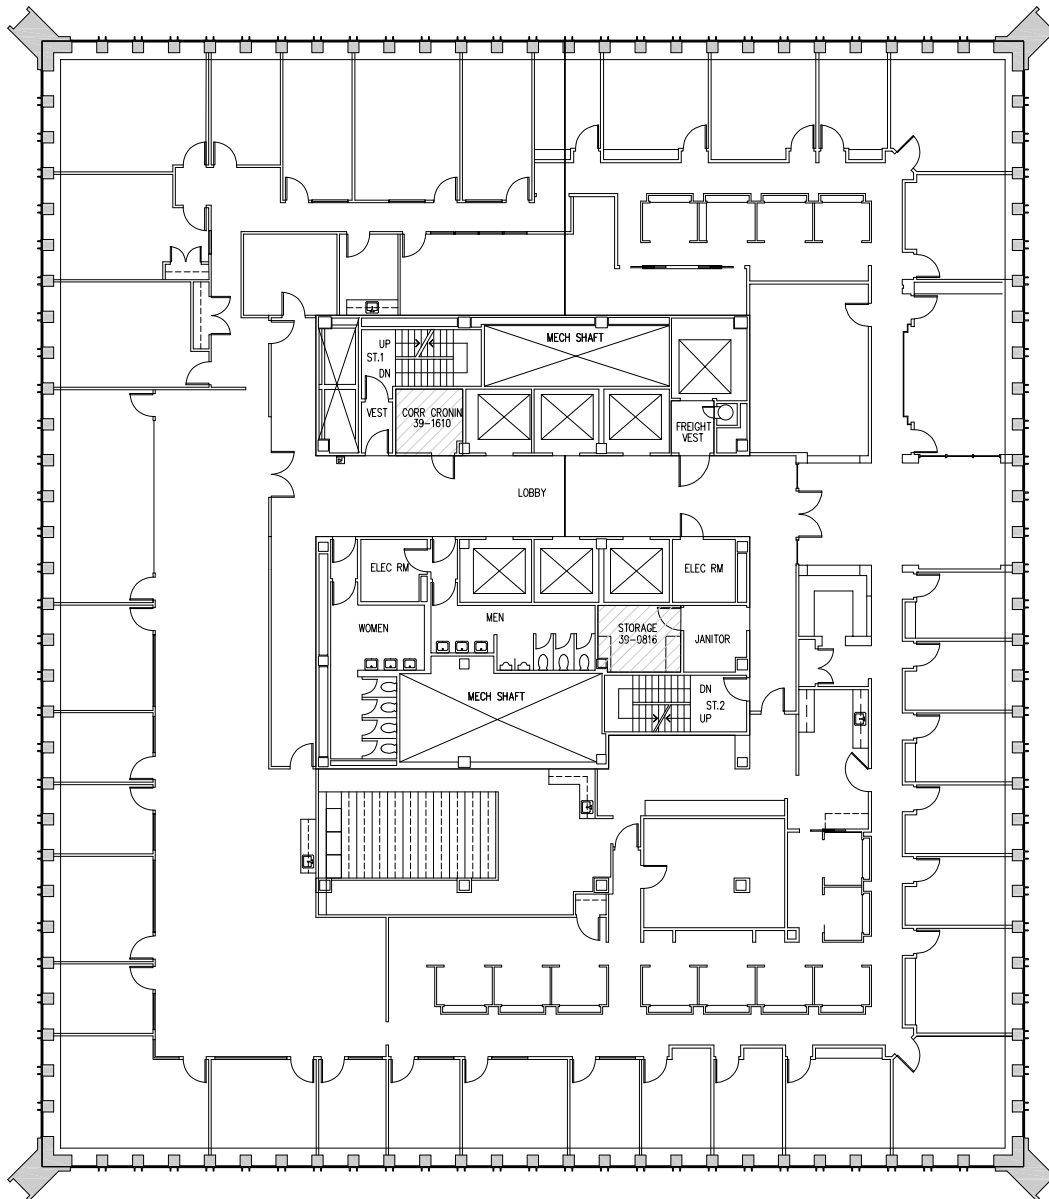 MECH SHAFT
UP
ST.1
DN
VEST
CORR CRONIN
39-1610
FREIGHT
VEST
LOBBY
ELEC RM
ELEC RM
WOMEN
MEN
STORAGE
39-0816
JANITOR
MECH SHAFT
DN
ST.2
UP